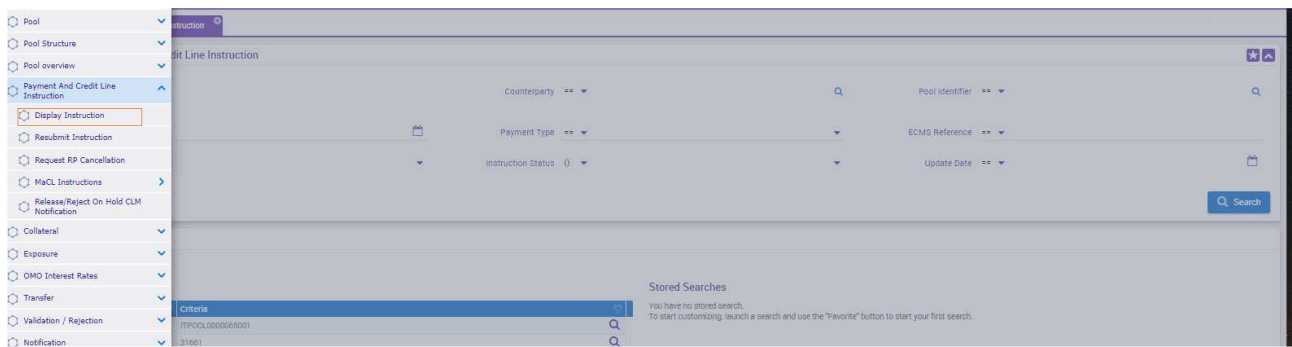 Pool
Pool Structure
Pool overview
Payment And Credit Line
Instruction
Display Instruction
Resubmit Instruction
Request RP Cancellation
MaCL Instructions
Release/Reject On Hold CLM
Notification
Collateral
Exposure
OMO Interest Rates
Transfer
Validation / Rejection
Notification
struction
dit Line Instruction
Counterparty ==
Pool Identifier ==
Payment Type ==
ECMS Reference ==
Instruction Status ()
Update Date ==
Search
Criteria
ITPOOL0000065001
31661
Stored Searches
You have no stored search.
To start customizing, launch a search and use the "Favorite" button to start your first search.